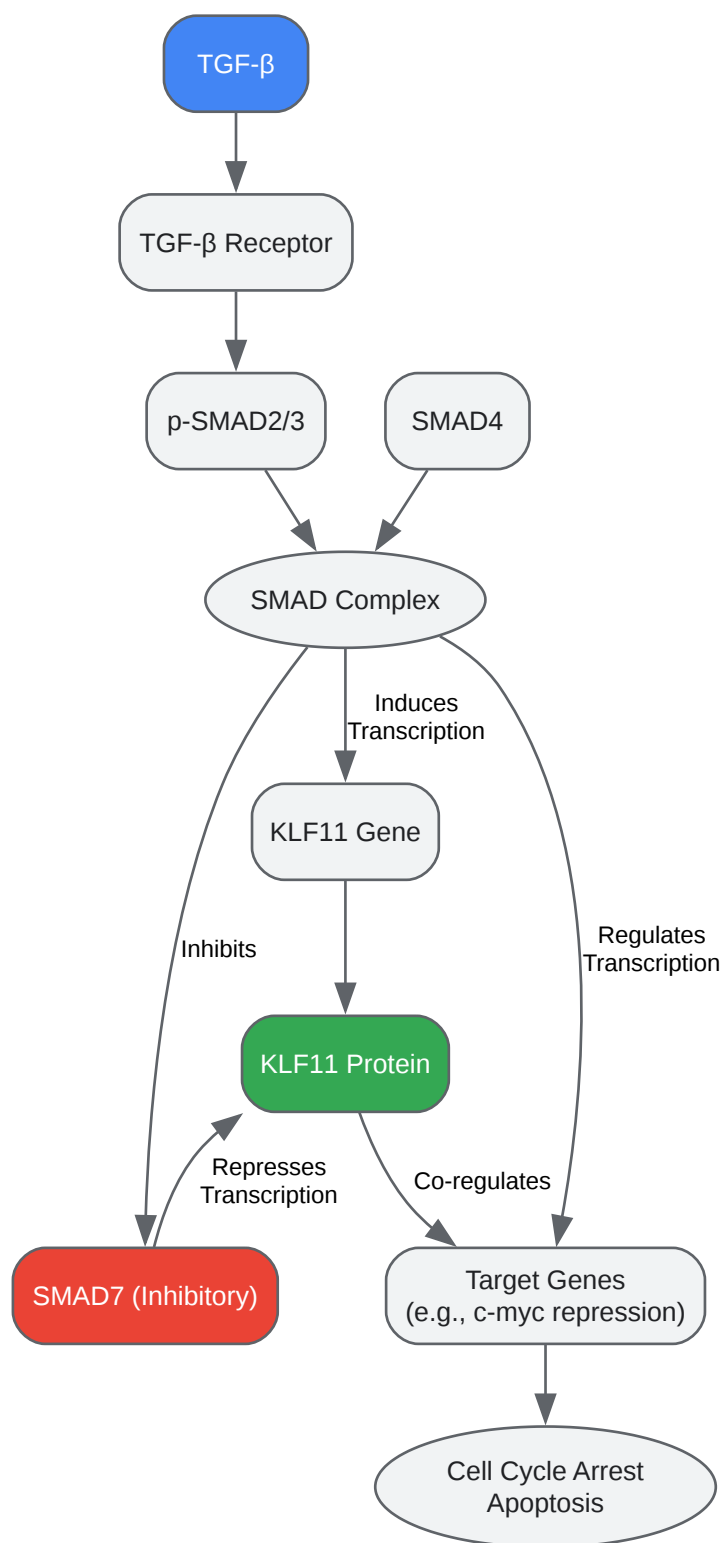 TGF-β
TGF-β Receptor
p-SMAD2/3
SMAD4
SMAD Complex
Induces
Transcription
KLF11 Gene
Inhibits
Regulates
Transcription
KLF11 Protein
Represses
Transcription
Co-regulates
SMAD7 (Inhibitory)
Target Genes
(e.g., c-myc repression)
Cell Cycle Arrest
Apoptosis